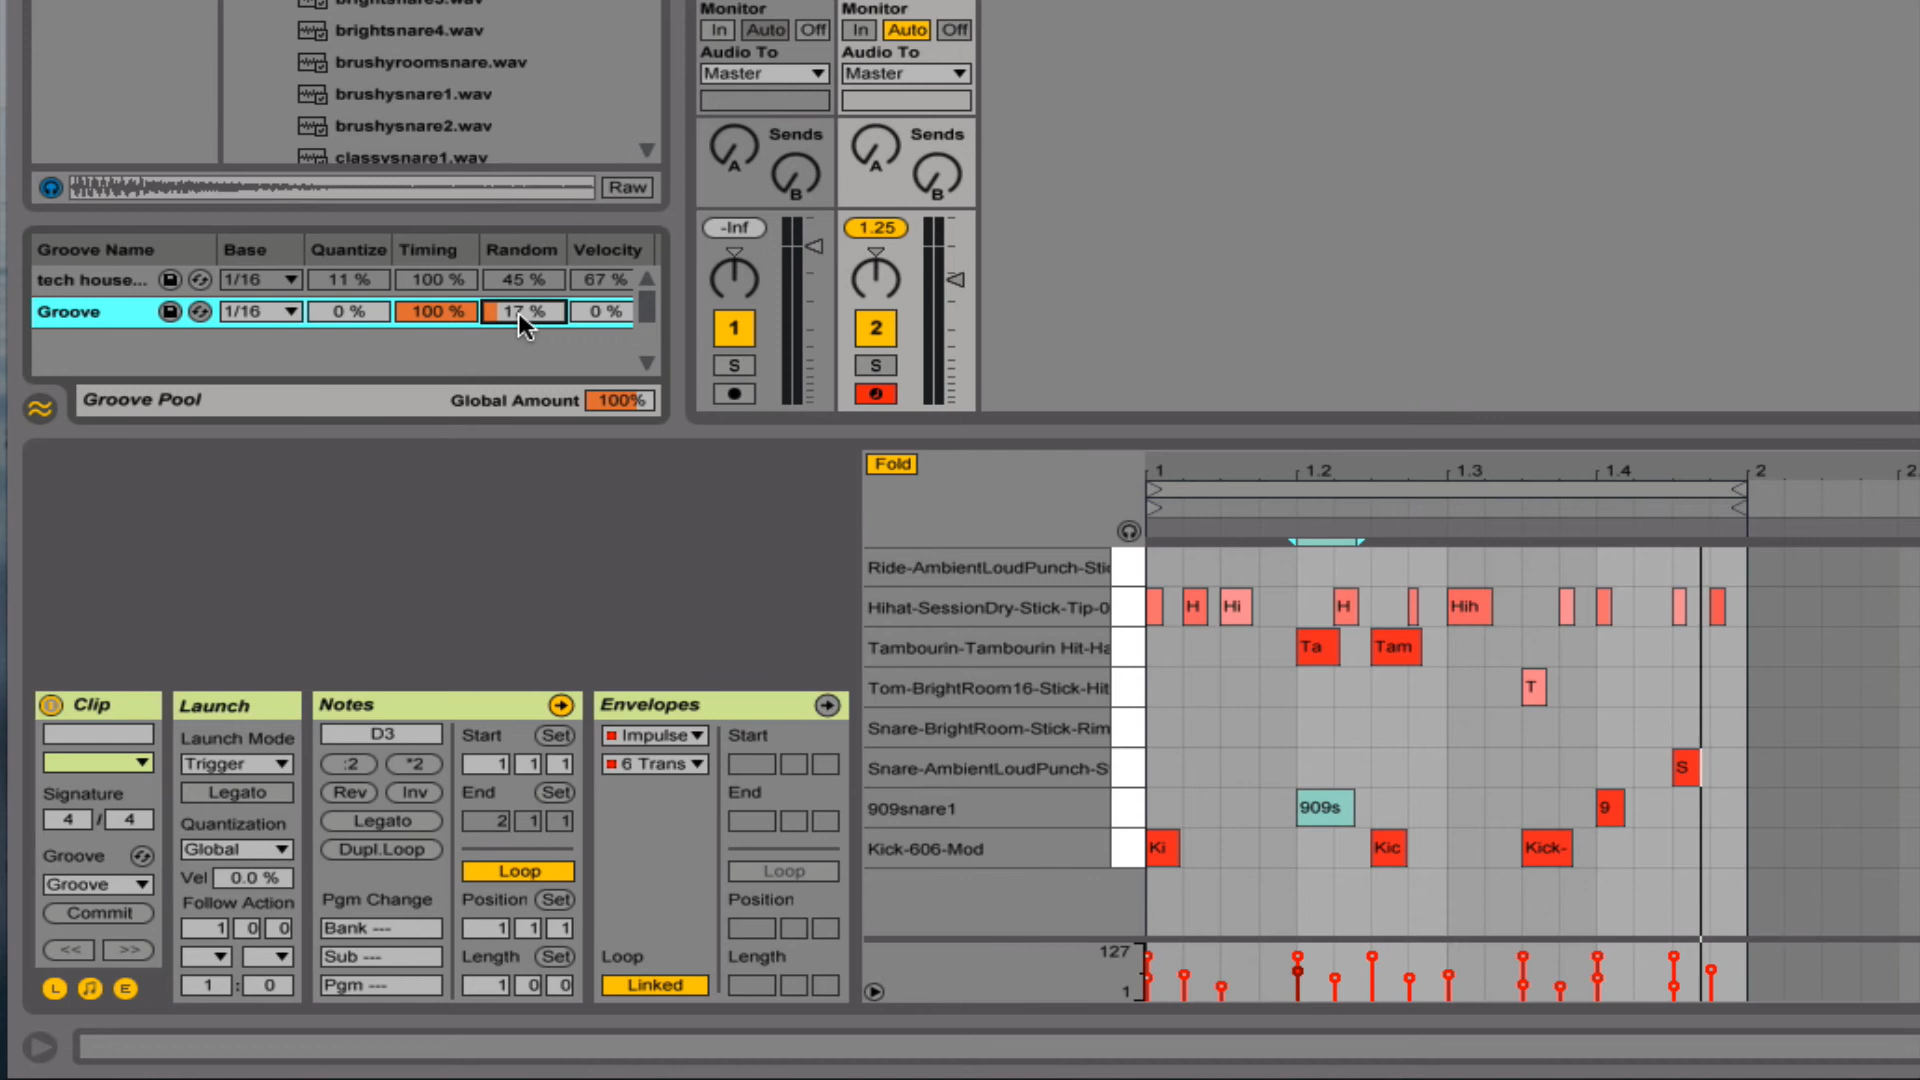 brightsnare3.wav
brightsnare4.wav
brushyroomsnare.wav
brushysnare1.wav
brushysnare2.wav
classysnare1.wav
Raw
Groove Name Base Quantize Timing Random Velocity
tech house... 1/16 11 % 100 % 45 % 67 %
Groove 1/16 0 % 100 % 17 % 0 %
Groove Pool Global Amount 100%
Monitor Monitor
In Auto Off In Auto Off
Audio To Audio To
Master Master
Sends Sends
A B A B
-Inf 1.25
1 2
S S
Fold
1 1.2 1.3 1.4 2 2.
Ride-AmbientLoudPunch-Stic
Hihat-SessionDry-Stick-Tip-0 H Hi H Hih
Tambourin-Tambourin Hit-Ha Ta Tam
Tom-BrightRoom16-Stick-Hit T
Snare-BrightRoom-Stick-Rim
Snare-AmbientLoudPunch-S S
909snare1 909s 9
Kick-606-Mod Ki Kic Kick-
127
1
Clip
Signature
4 / 4
Groove
Groove
Commit
<< >>
L E
Launch
Launch Mode
Trigger
Legato
Quantization
Global
Vel 0.0 %
Follow Action
1 0 0
1 : 0
Notes
D3
:2 *2
Rev Inv
Legato
Dupl.Loop
Pgm Change
Bank ---
Sub ---
Pgm ---
Start Set
1 1 1
End Set
2 1 1
Loop
Position Set
1 1 1
Length Set
1 0 0
Envelopes
Impulse
6 Trans
Loop
Linked
Start
End
Loop
Position
Length